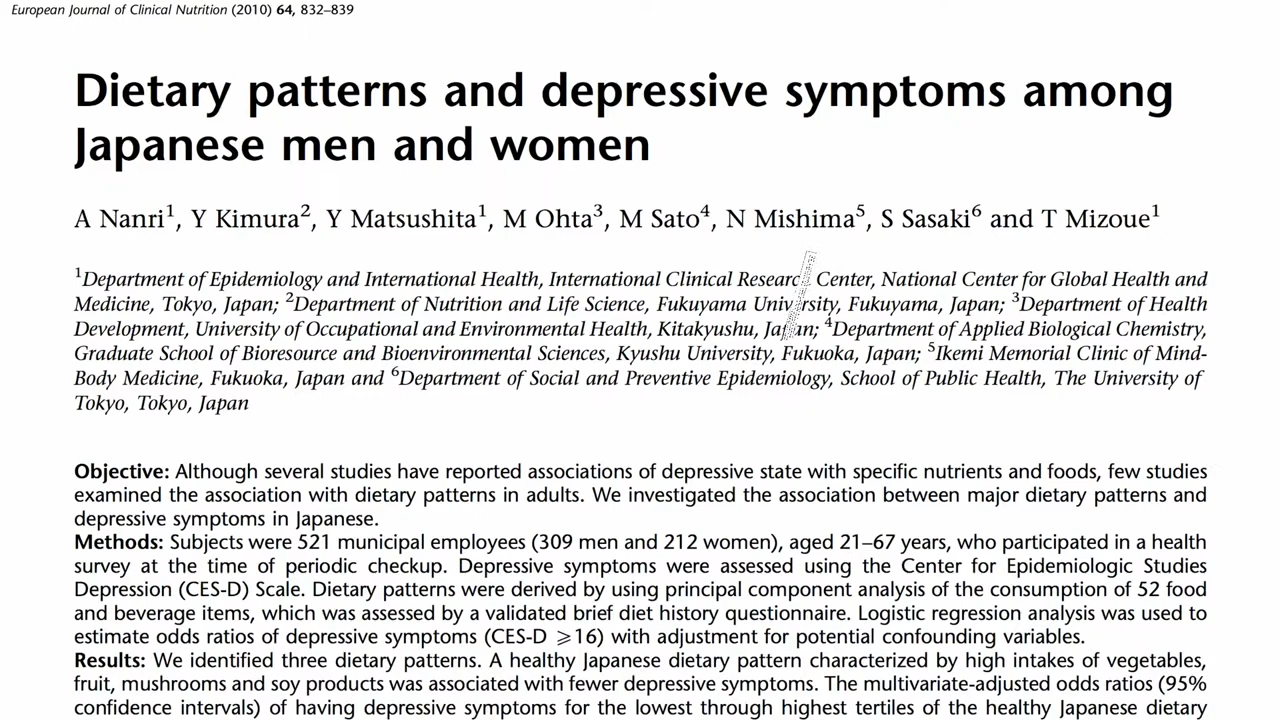 European Journal of Clinical Nutrition (2010) 64, 832–839
Dietary patterns and depressive symptoms among
Japanese men and women
A Nanri1, Y Kimura2, Y Matsushita1, M Ohta3, M Sato4, N Mishima5, S Sasaki6 and T Mizoue1
1Department of Epidemiology and International Health, International Clinical Research Center, National Center for Global Health and
Medicine, Tokyo, Japan; 2Department of Nutrition and Life Science, Fukuyama University, Fukuyama, Japan; 3Department of Health
Development, University of Occupational and Environmental Health, Kitakyushu, Japan; 4Department of Applied Biological Chemistry,
Graduate School of Bioresource and Bioenvironmental Sciences, Kyushu University, Fukuoka, Japan; 5Ikemi Memorial Clinic of Mind-
Body Medicine, Fukuoka, Japan and 6Department of Social and Preventive Epidemiology, School of Public Health, The University of
Tokyo, Tokyo, Japan
Objective: Although several studies have reported associations of depressive state with specific nutrients and foods, few studies
examined the association with dietary patterns in adults. We investigated the association between major dietary patterns and
depressive symptoms in Japanese.
Methods: Subjects were 521 municipal employees (309 men and 212 women), aged 21–67 years, who participated in a health
survey at the time of periodic checkup. Depressive symptoms were assessed using the Center for Epidemiologic Studies
Depression (CES-D) Scale. Dietary patterns were derived by using principal component analysis of the consumption of 52 food
and beverage items, which was assessed by a validated brief diet history questionnaire. Logistic regression analysis was used to
estimate odds ratios of depressive symptoms (CES-D ⩾16) with adjustment for potential confounding variables.
Results: We identified three dietary patterns. A healthy Japanese dietary pattern characterized by high intakes of vegetables,
fruit, mushrooms and soy products was associated with fewer depressive symptoms. The multivariate-adjusted odds ratios (95%
confidence intervals) of having depressive symptoms for the lowest through highest tertiles of the healthy Japanese dietary